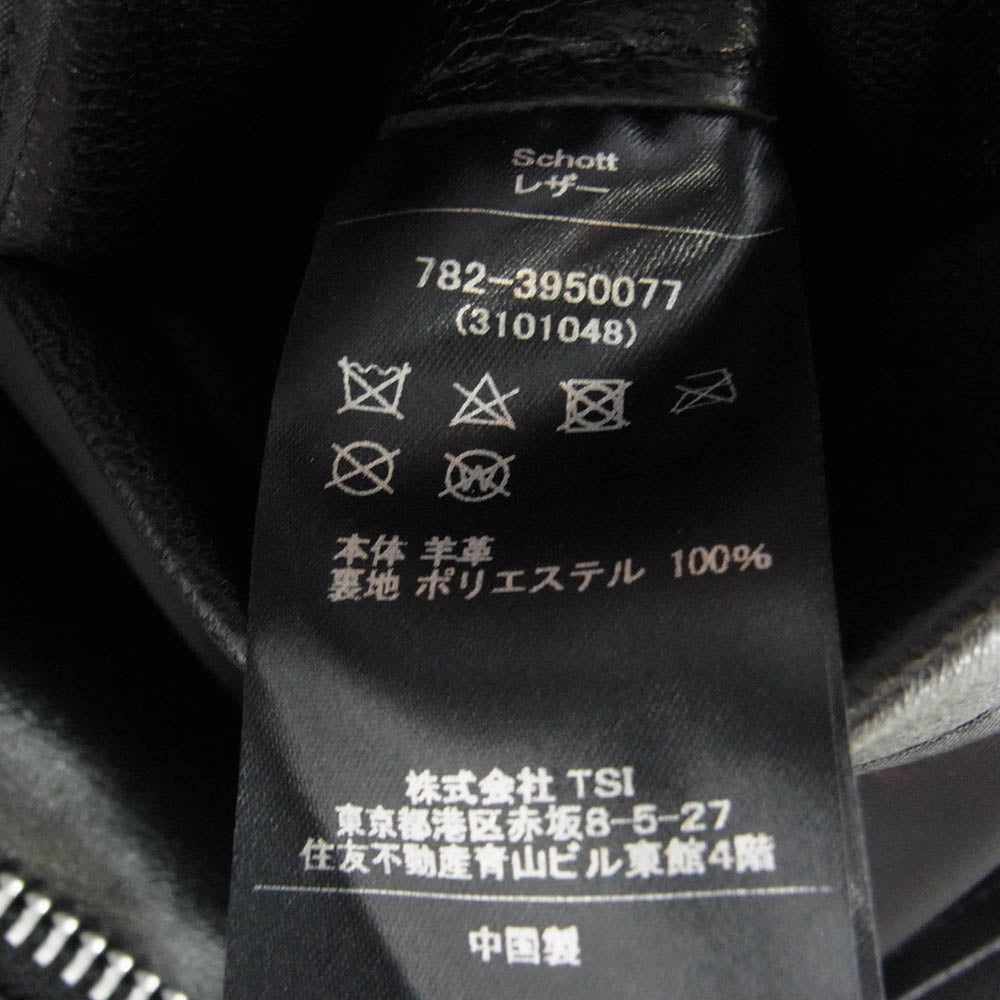 Schott
レザー
782-3950077
(3101048)
W
本体 羊革
裏地 ポリエステル 100%
株式会社 TSI
東京都港区赤坂8-5-27
住友不動産青山ビル東館4階
中国製